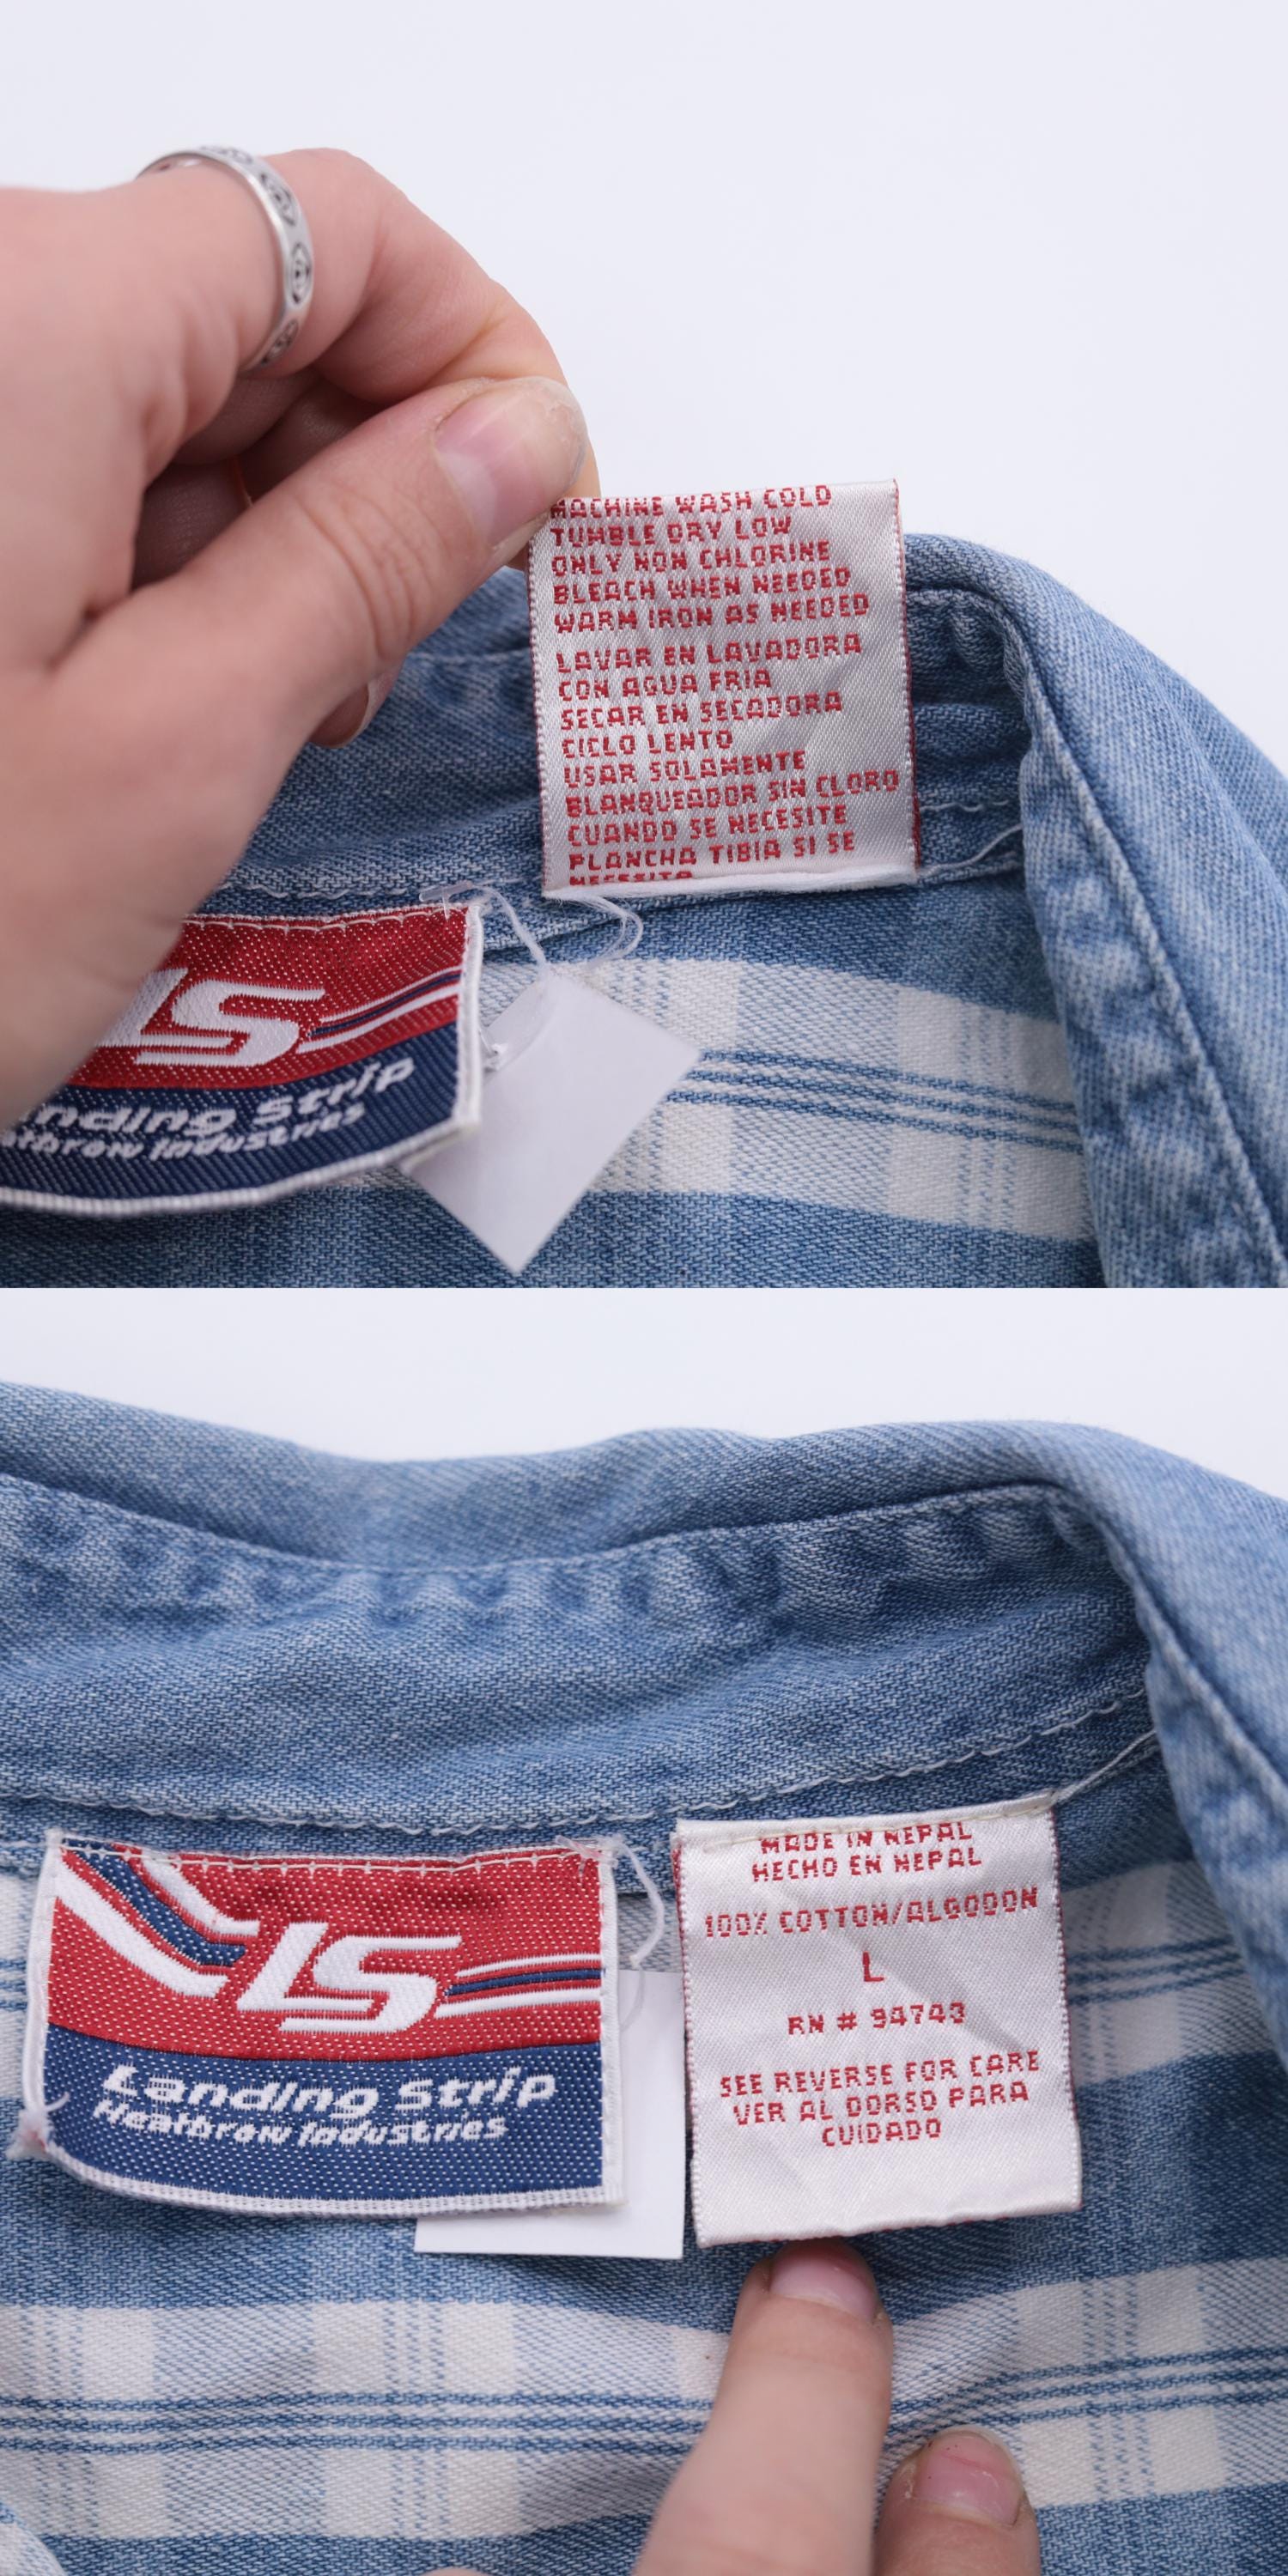 MACHINE WASH COLD
TUMBLE DRY LOW
ONLY NON CHLORINE
BLEACH WHEN NEEDED
WARM IRON AS NEEDED
LAVAR EN LAVADORA
CON AGUA FRIA
SECAR EN SECADORA
CICLO LENTO
USAR SOLAMENTE
BLANQUEADOR SIN CLORO
CUANDO SE NECESITE
PLANCHA TIBIA SI SE
LS
nding Strip
Industries
MADE IN NEPAL
HECHO EN NEPAL
100% COTTON/ALGODON
L
RN # 94743
SEE REVERSE FOR CARE
VER AL DORSO PARA
CUIDADO
LS
Landing Strip
Heathrow Industries